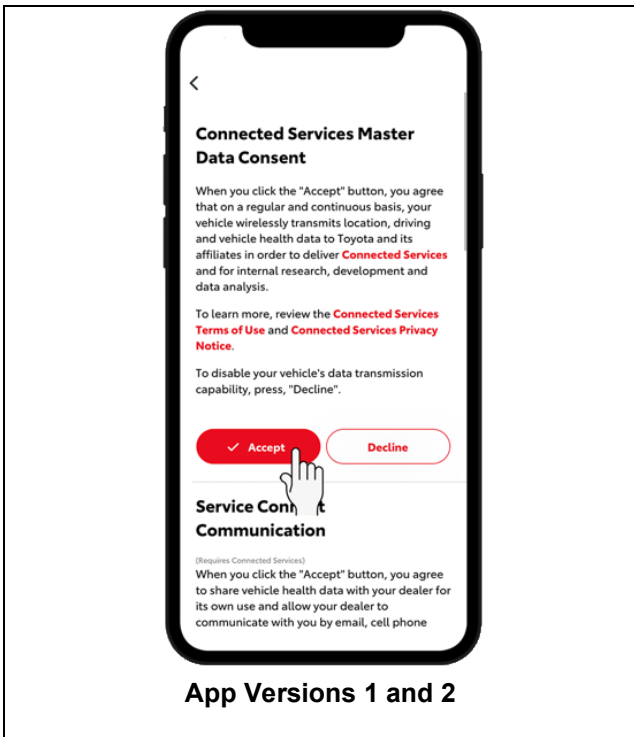 Connected Services Master
Data Consent
When you click the "Accept" button, you agree
that on a regular and continuous basis, your
vehicle wirelessly transmits location, driving
and vehicle health data to Toyota and its
affiliates in order to deliver Connected Services
and for internal research, development and
data analysis.
To learn more, review the Connected Services
Terms of Use and Connected Services Privacy
Notice.
To disable your vehicle's data transmission
capability, press, "Decline".
Accept
Decline
Service
Communication
(Requires Connected Services)
When you click the "Accept" button, you agree
to share vehicle health data with your dealer for
its own use and allow your dealer to
communicate with you by email, cell phone
App Versions 1 and 2